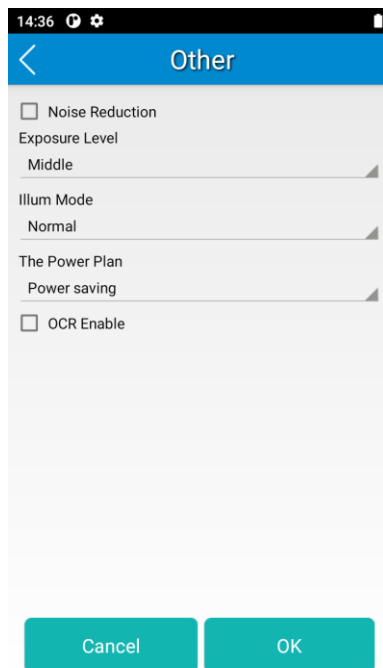 14:36
Other
Noise Reduction
Exposure Level
Middle
Illum Mode
Normal
The Power Plan
Power saving
OCR Enable
Cancel
OK